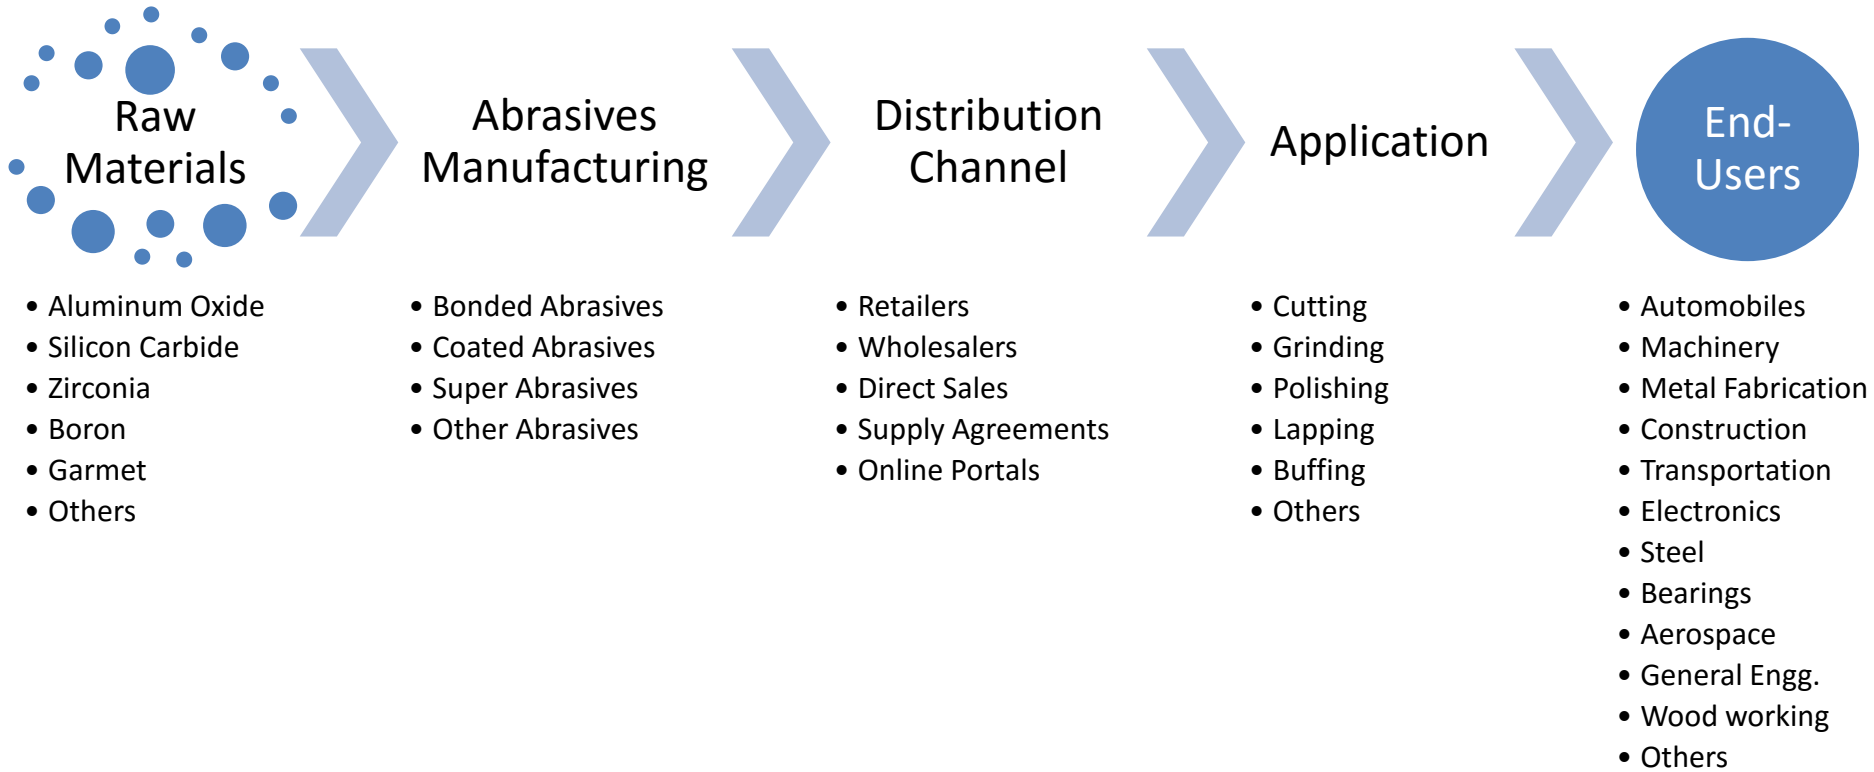 Raw
Materials
• Aluminum Oxide
• Silicon Carbide
• Zirconia
• Boron
• Garmet
• Others
Abrasives
Manufacturing
• Bonded Abrasives
• Coated Abrasives
• Super Abrasives
• Other Abrasives
Distribution
Channel
• Retailers
• Wholesalers
• Direct Sales
• Supply Agreements
• Online Portals
Application
• Cutting
• Grinding
• Polishing
• Lapping
• Buffing
• Others
End-
Users
• Automobiles
• Machinery
• Metal Fabrication
• Construction
• Transportation
• Electronics
• Steel
• Bearings
• Aerospace
• General Engg.
• Wood working
• Others